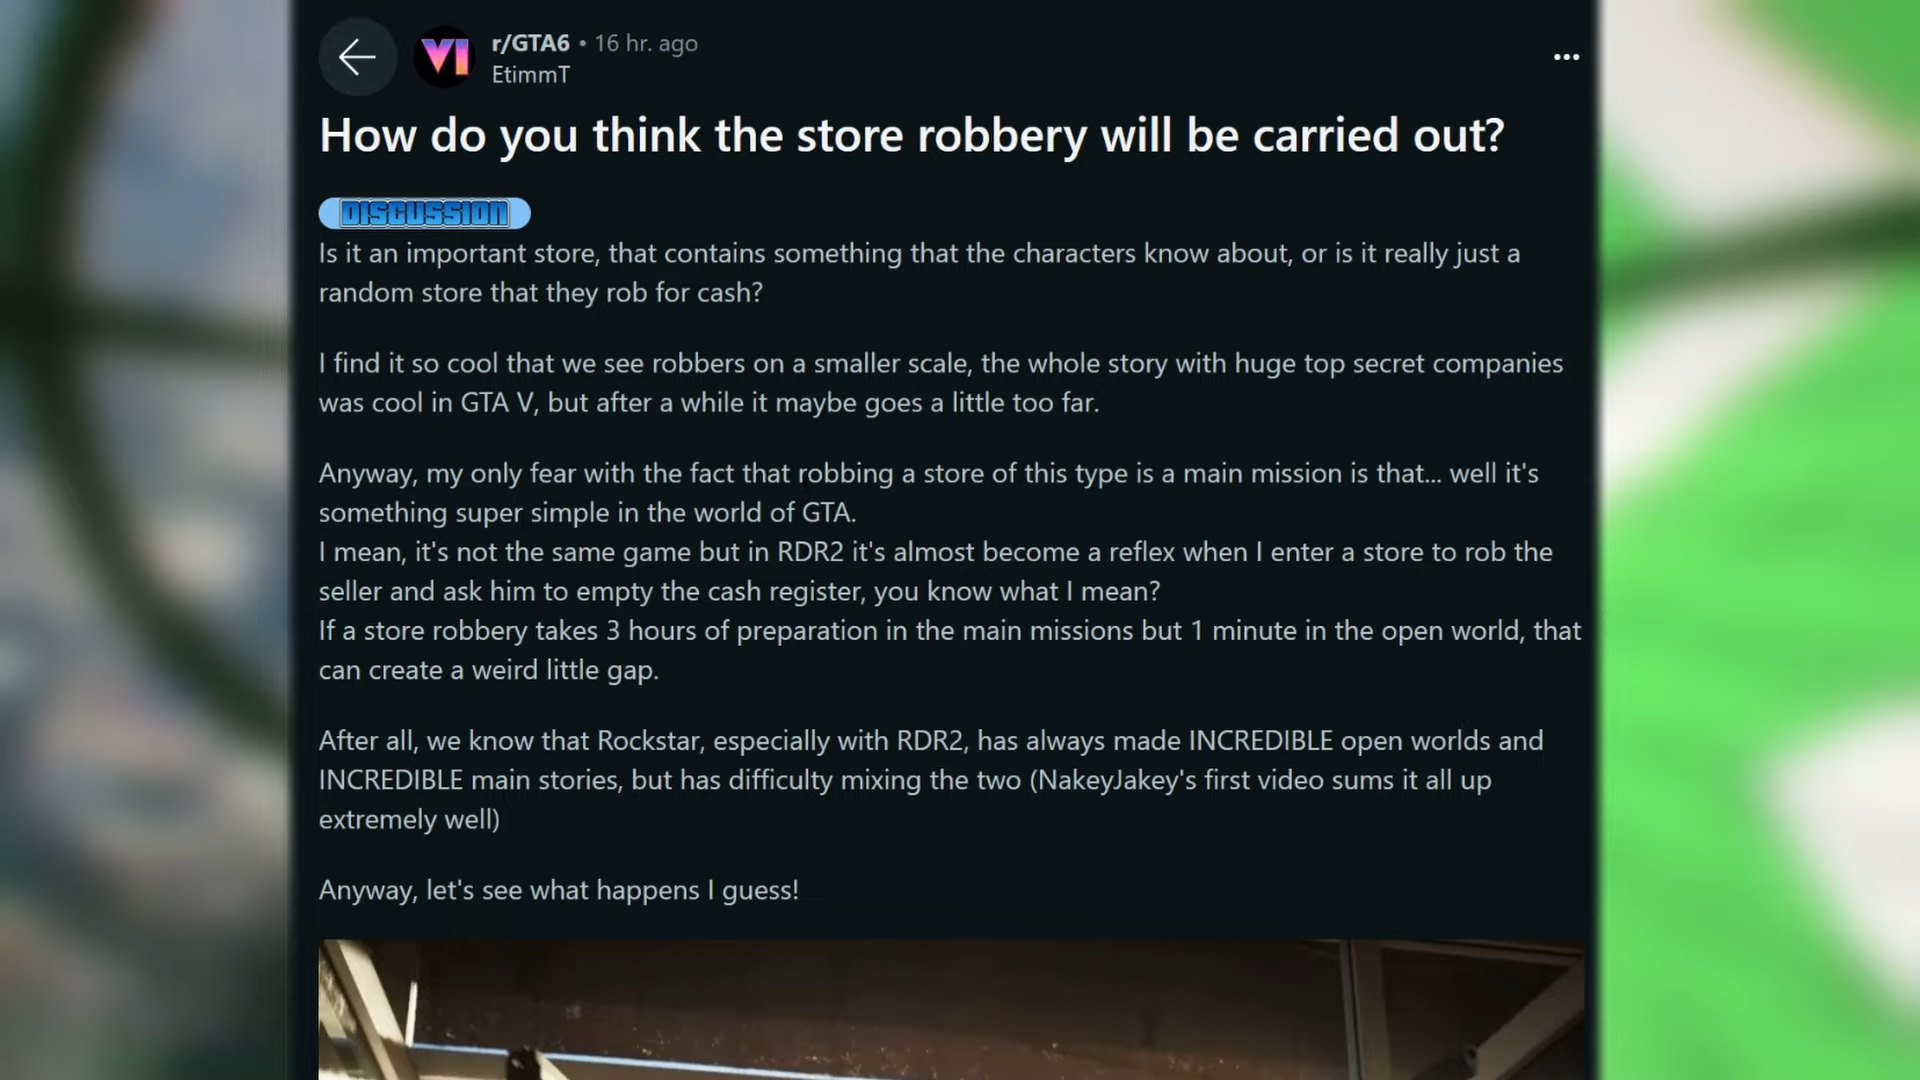 VI
r/GTA6 • 16 hr. ago
EtimmT
How do you think the store robbery will be carried out?
DISCUSSION
Is it an important store, that contains something that the characters know about, or is it really just a
random store that they rob for cash?
I find it so cool that we see robbers on a smaller scale, the whole story with huge top secret companies
was cool in GTA V, but after a while it maybe goes a little too far.
Anyway, my only fear with the fact that robbing a store of this type is a main mission is that... well it's
something super simple in the world of GTA.
I mean, it's not the same game but in RDR2 it's almost become a reflex when I enter a store to rob the
seller and ask him to empty the cash register, you know what I mean?
If a store robbery takes 3 hours of preparation in the main missions but 1 minute in the open world, that
can create a weird little gap.
After all, we know that Rockstar, especially with RDR2, has always made INCREDIBLE open worlds and
INCREDIBLE main stories, but has difficulty mixing the two (NakeyJakey's first video sums it all up
extremely well)
Anyway, let's see what happens I guess!